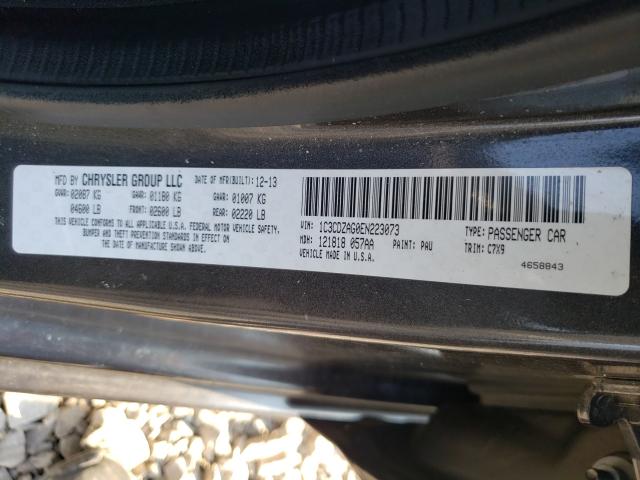 MFD BY CHRYSLER GROUP LLC DATE OF MFR(BUILT): 12-13
GVWR: 02087 KG GAWR: 01180 KG GAWR: 01007 KG
04600 LB FRONT: 02600 LB REAR: 02220 LB
THIS VEHICLE CONFORMS TO ALL APPLICABLE U.S.A. FEDERAL MOTOR VEHICLE SAFETY,
BUMPER AND THEFT PREVENTION STANDARDS IN EFFECT ON
THE DATE OF MANUFACTURE SHOWN ABOVE.
1C3CDZAG0EN223073 TYPE: PASSENGER CAR
MDH: 121818 057AA PAINT: PAU TRIM: C7X9
VEHICLE MADE IN U.S.A.
4658843